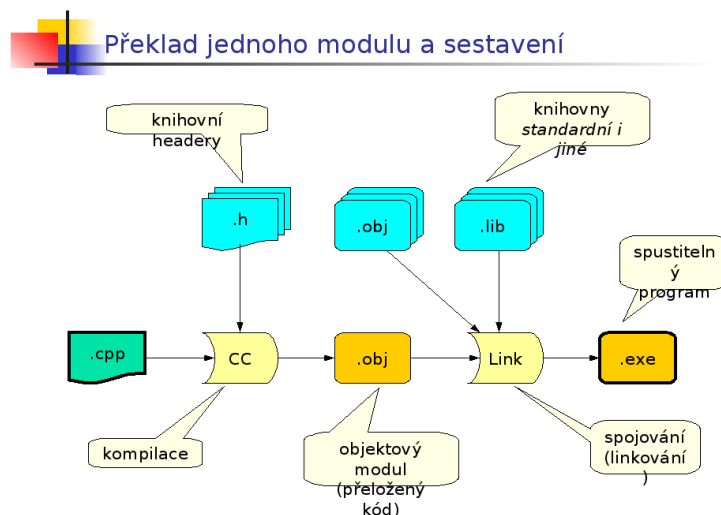 Překlad jednoho modulu a sestavení
knihovní
headery
knihovny
standardní i
jiné
.h
.obj
.lib
spustiteln
ý
program
.cpp
CC
.obj
Link
.exe
kompilace
objektový
modul
(přeložený
kód)
spojování
(linkování
)